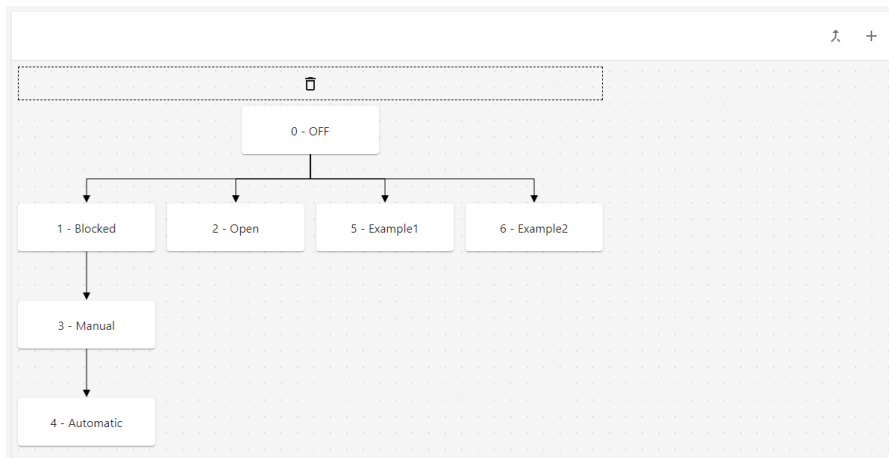 0 - OFF
1 - Blocked
2 - Open
5 - Example1
6 - Example2
3 - Manual
4 - Automatic